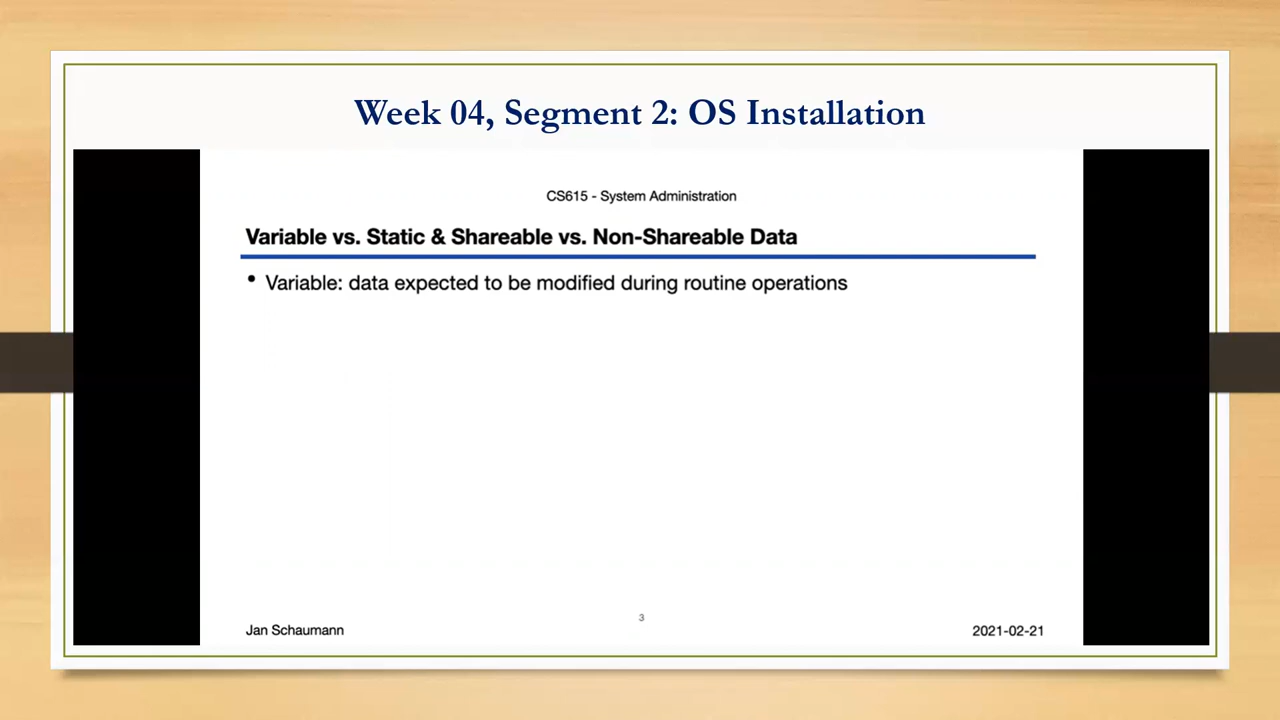 Week 04, Segment 2: OS Installation
CS615 - System Administration
Variable vs. Static & Shareable vs. Non-Shareable Data
• Variable: data expected to be modified during routine operations
3
Jan Schaumann
2021-02-21